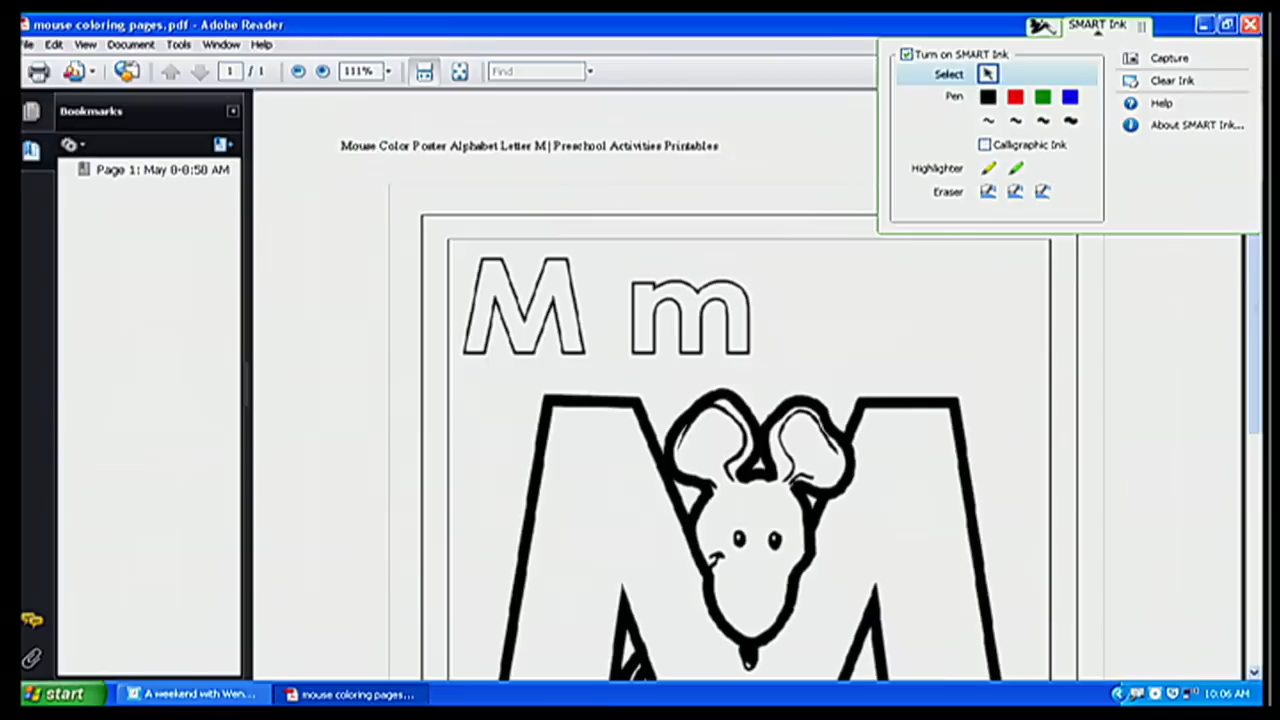 mouse coloring pages.pdf - Adobe Reader
SMART Ink
File Edit View Document Tools Window Help
1 / 1
111%
Find
Turn on SMART Ink
Select
Pen
Calligraphic Ink
Highlighter
Eraser
Capture
Clear Ink
Help
About SMART Ink...
Bookmarks
Page 1: May 0-0:50 AM
Mouse Color Poster Alphabet Letter M | Preschool Activities Printables
M m
M
start
A weekend with Wen...
mouse coloring pages...
10:06 AM